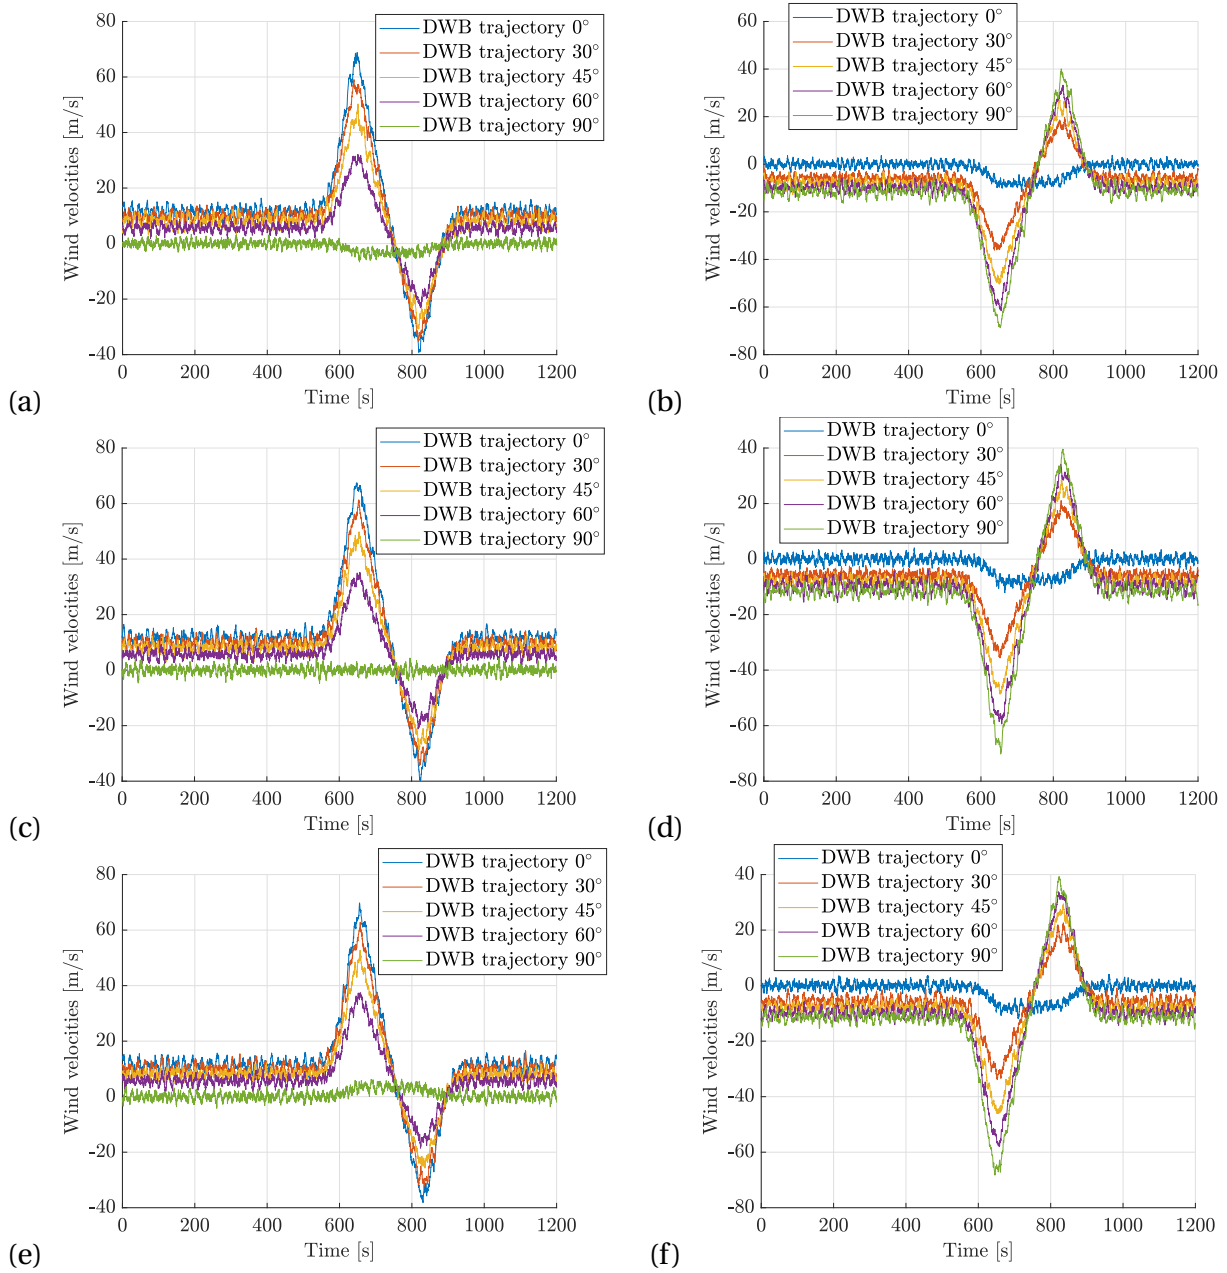 DWB trajectory 0°
DWB trajectory 30°
DWB trajectory 45°
DWB trajectory 60°
DWB trajectory 90°
Wind velocities [m/s]
80
60
40
20
0
-20
-40
0 200 400 600 800 1000 1200
Time [s]
(a)
DWB trajectory 0°
DWB trajectory 30°
DWB trajectory 45°
DWB trajectory 60°
DWB trajectory 90°
Wind velocities [m/s]
60
40
20
0
-20
-40
-60
-80
0 200 400 600 800 1000 1200
Time [s]
(b)
DWB trajectory 0°
DWB trajectory 30°
DWB trajectory 45°
DWB trajectory 60°
DWB trajectory 90°
Wind velocities [m/s]
80
60
40
20
0
-20
-40
0 200 400 600 800 1000 1200
Time [s]
(c)
DWB trajectory 0°
DWB trajectory 30°
DWB trajectory 45°
DWB trajectory 60°
DWB trajectory 90°
Wind velocities [m/s]
40
20
0
-20
-40
-60
-80
0 200 400 600 800 1000 1200
Time [s]
(d)
DWB trajectory 0°
DWB trajectory 30°
DWB trajectory 45°
DWB trajectory 60°
DWB trajectory 90°
Wind velocities [m/s]
80
60
40
20
0
-20
-40
0 200 400 600 800 1000 1200
Time [s]
(e)
DWB trajectory 0°
DWB trajectory 30°
DWB trajectory 45°
DWB trajectory 60°
DWB trajectory 90°
Wind velocities [m/s]
40
20
0
-20
-40
-60
-80
0 200 400 600 800 1000 1200
Time [s]
(f)